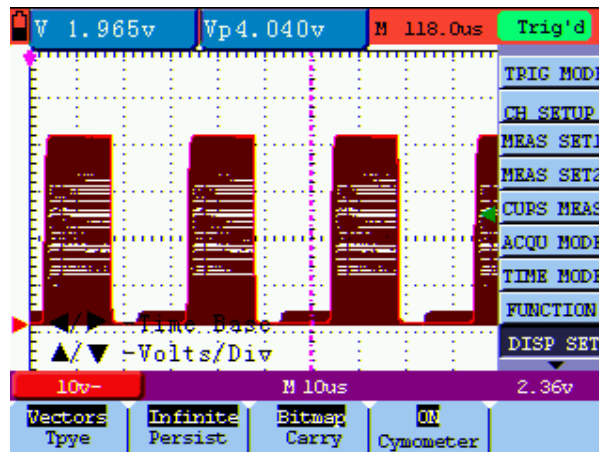 V 1.965v
Vp4.040v
M 118.0us
Trig'd
TRIG MODE
CH SETUP
MEAS SET1
MEAS SET2
CURS MEAS
ACQU MODE
TIME MODE
FUNCTION
DISP SET
◀/▶ -Time Base
▲/▼ -Volts/Div
10v-
M 10us
2.36v
Vectors
Tpye
Infinite
Persist
Bitmap
Carry
ON
Cymometer